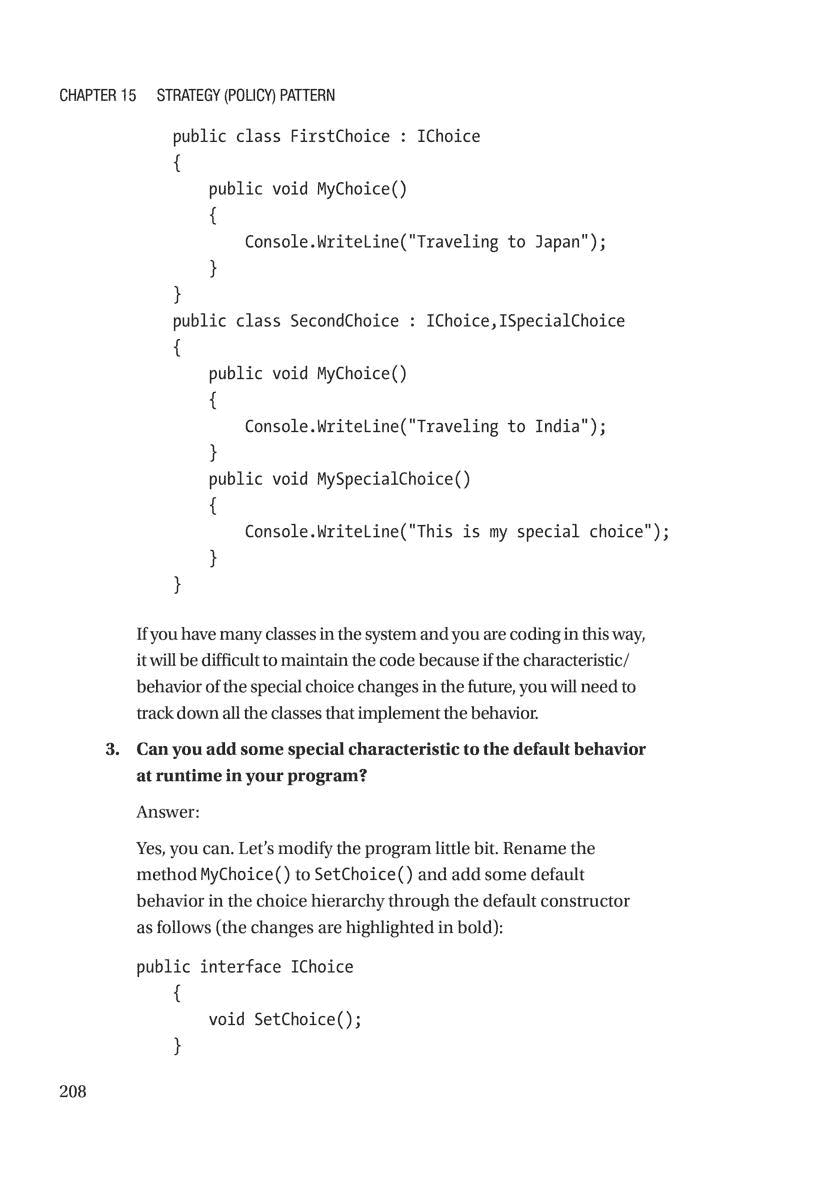 CHAPTER 15 STRATEGY (POLICY) PATTERN
public class FirstChoice : IChoice
{
public void MyChoice()
{
Console.WriteLine("Traveling to Japan");
}
}
public class SecondChoice : IChoice,ISpecialChoice
{
public void MyChoice()
{
Console.WriteLine("Traveling to India");
}
public void MySpecialChoice()
{
Console.WriteLine("This is my special choice");
}
}
If you have many classes in the system and you are coding in this way,
it will be difficult to maintain the code because if the characteristic/
behavior of the special choice changes in the future, you will need to
track down all the classes that implement the behavior.
3. Can you add some special characteristic to the default behavior
at runtime in your program?
Answer:
Yes, you can. Let’s modify the program little bit. Rename the
method MyChoice() to SetChoice() and add some default
behavior in the choice hierarchy through the default constructor
as follows (the changes are highlighted in bold):
public interface IChoice
{
void SetChoice();
}
208